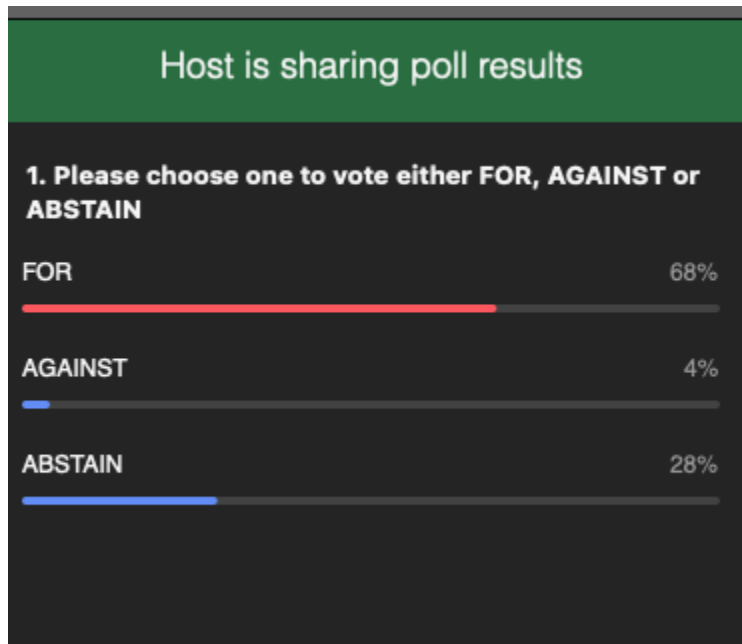 Host is sharing poll results
1. Please choose one to vote either FOR, AGAINST or
ABSTAIN
FOR 68%
AGAINST 4%
ABSTAIN 28%